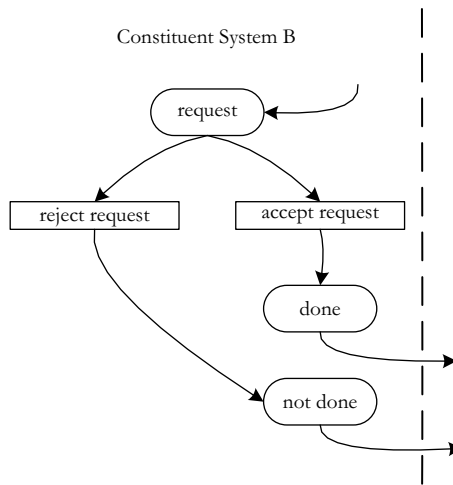 Constituent System B
request
reject request
accept request
done
not done